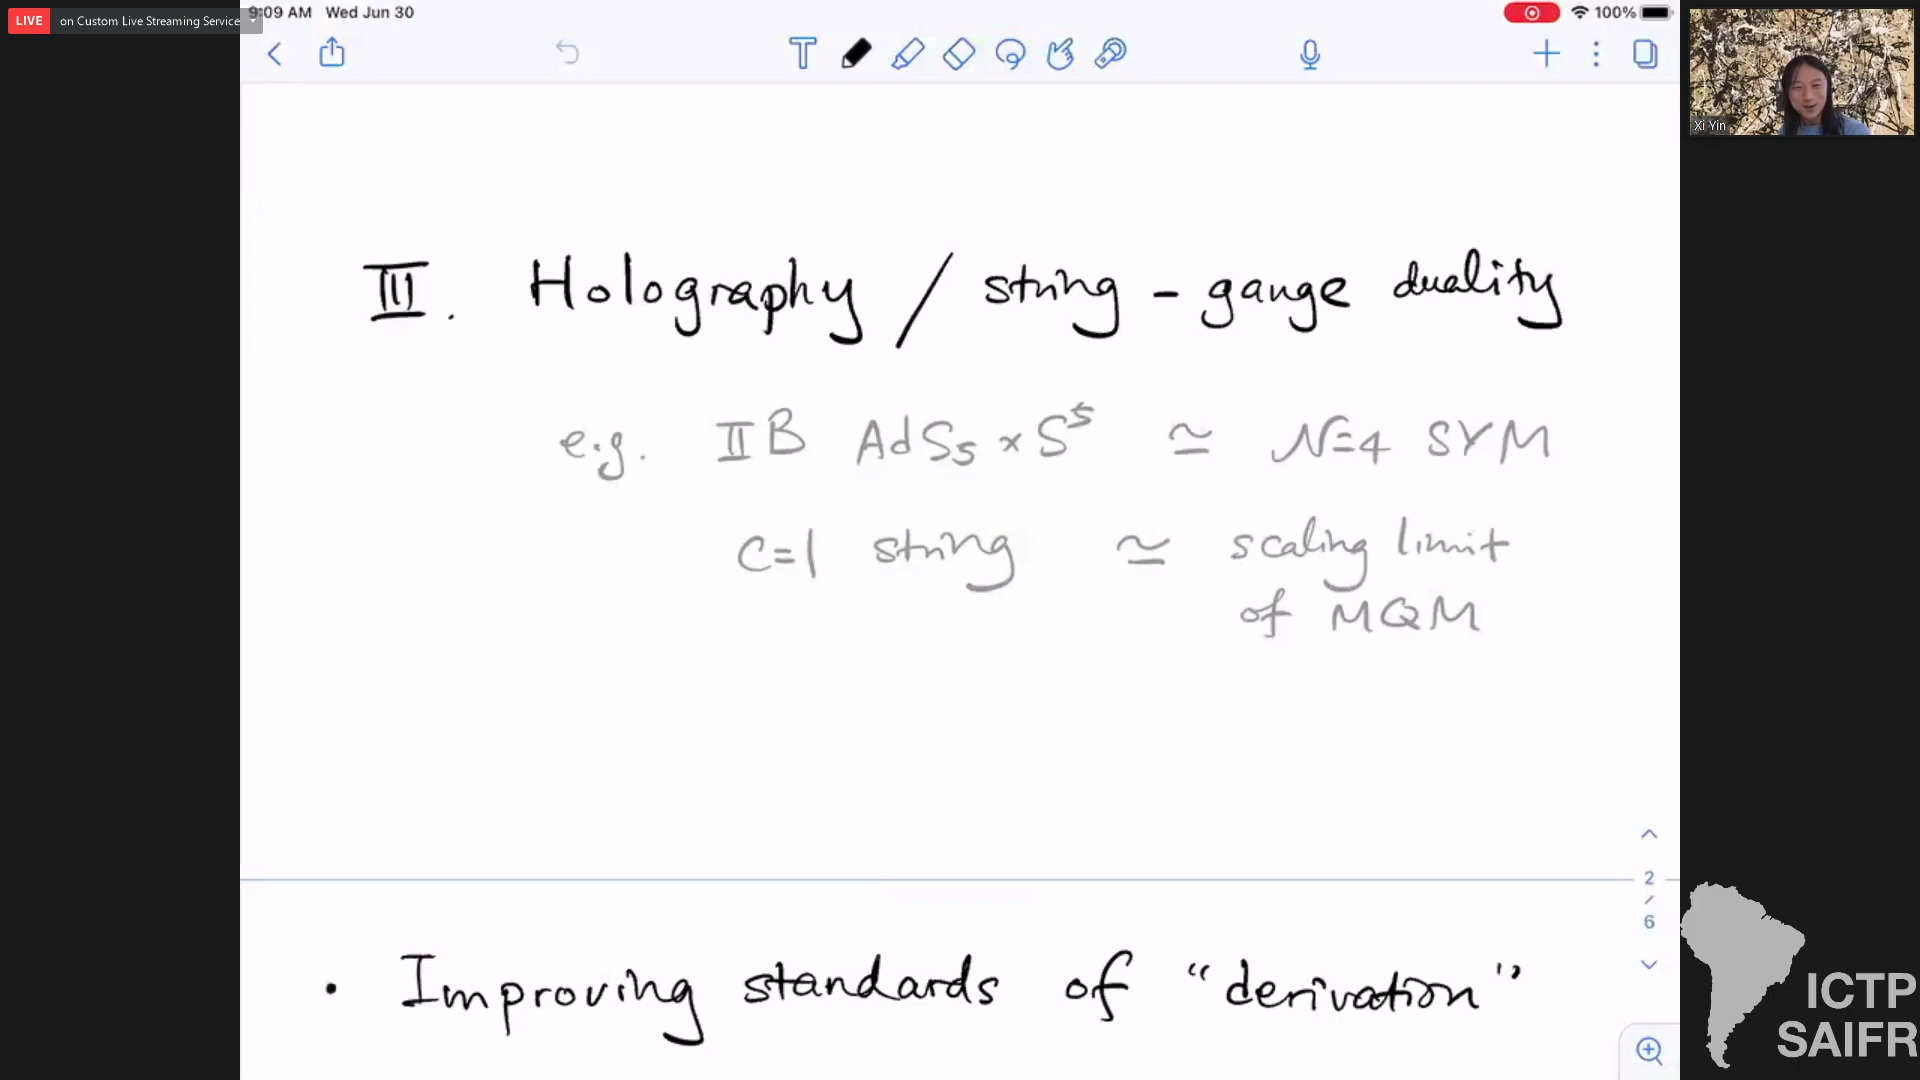 LIVE on Custom Live Streaming Service
9:09 AM Wed Jun 30
100%
Xi Yin
III. Holography / string - gauge duality
e.g. IIB AdS₅ × S⁵ ≃ N=4 SYM
c=1 string ≃ scaling limit
of MQM
2
6
• Improving standards of "derivation"
ICTP
SAIFR